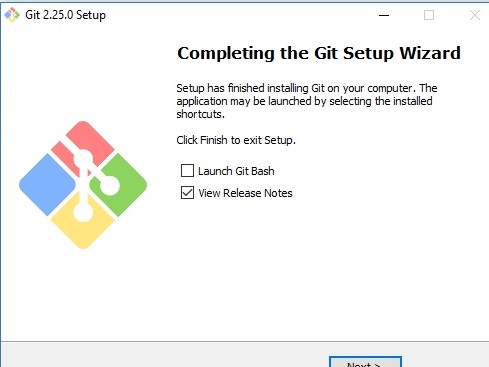 Git 2.25.0 Setup
Completing the Git Setup Wizard
Setup has finished installing Git on your computer. The
application may be launched by selecting the installed
shortcuts.
Click Finish to exit Setup.
Launch Git Bash
View Release Notes
Next >